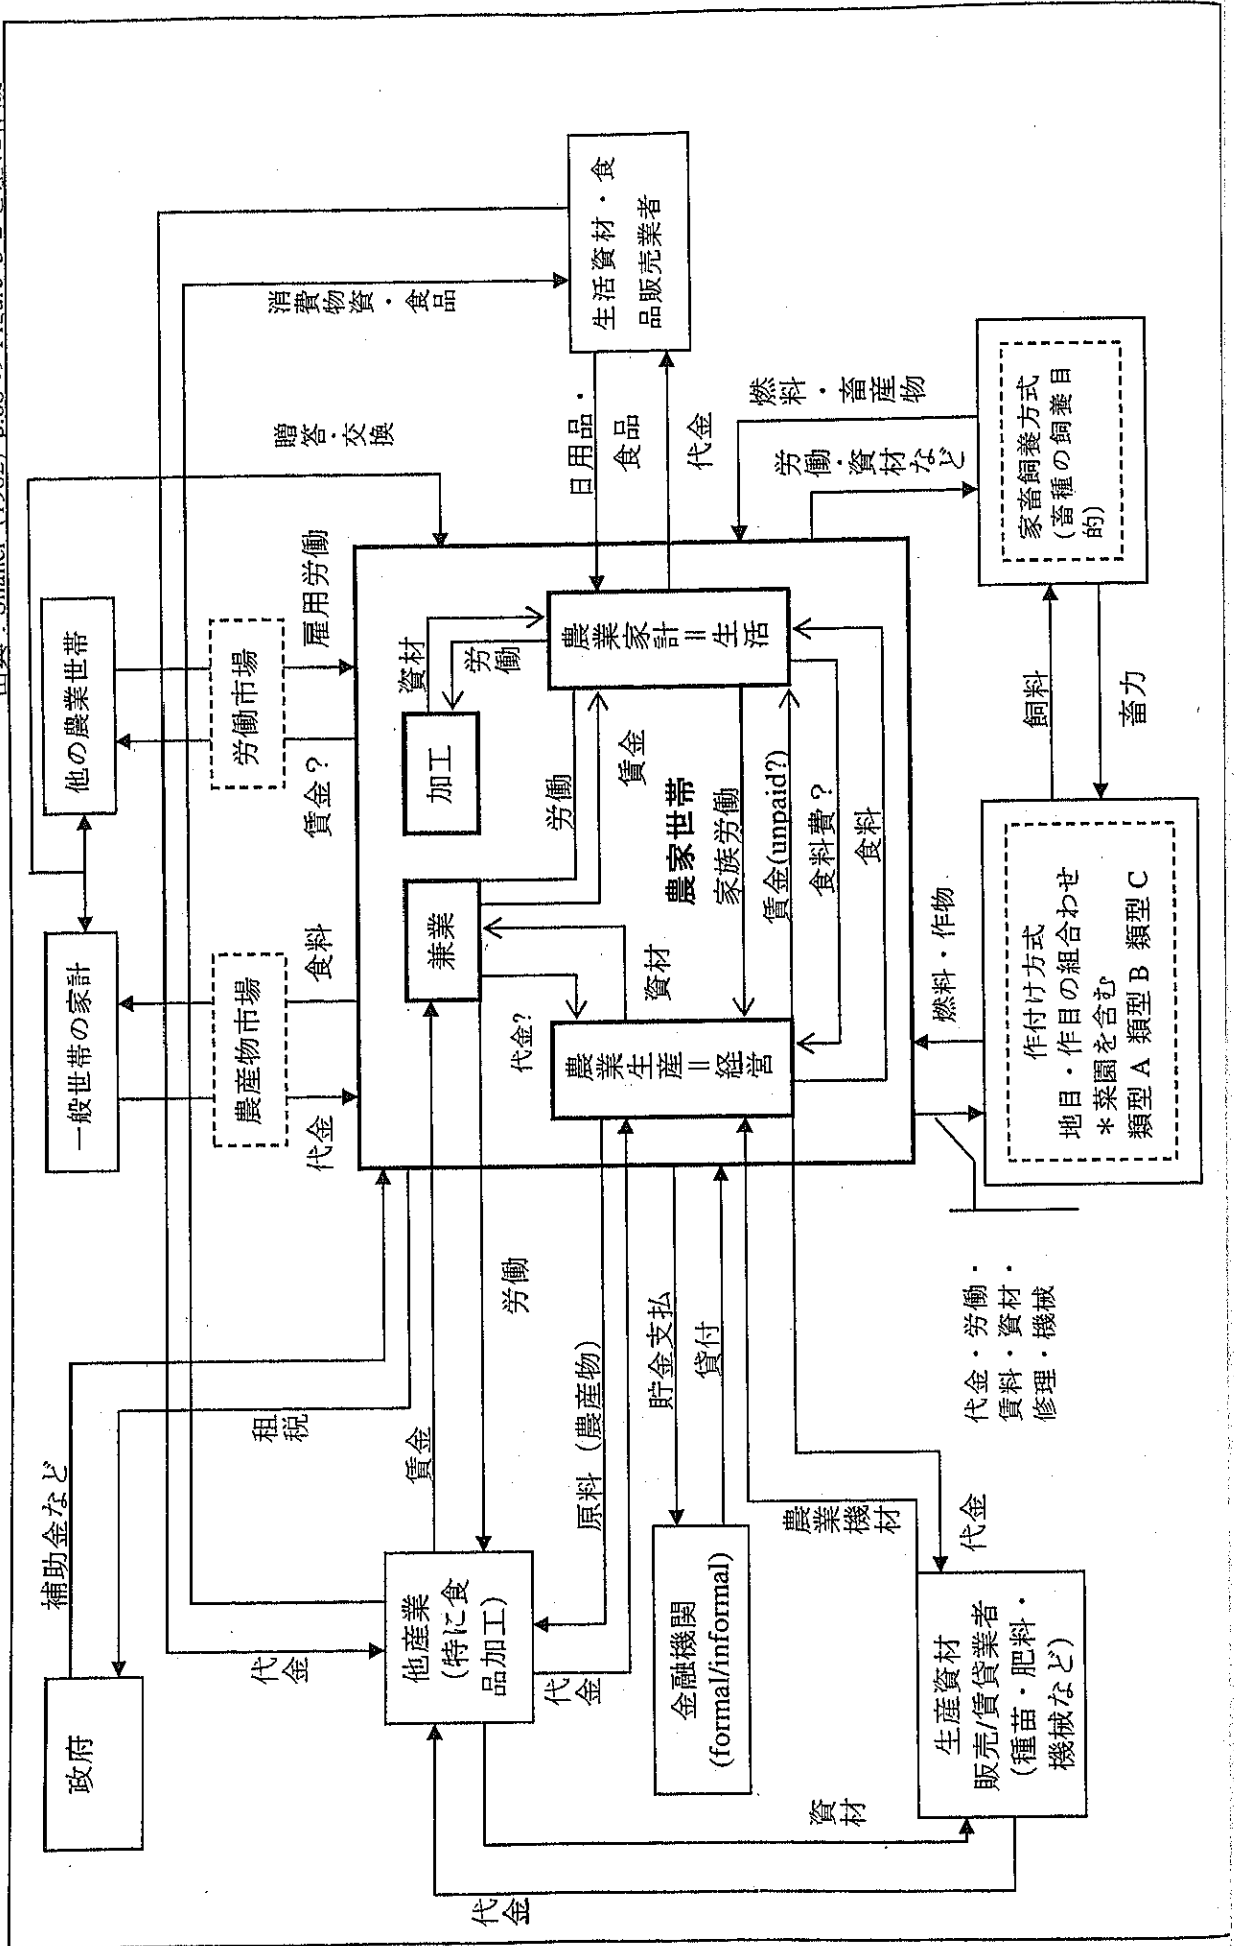 政府
補助金など
租税
一般世帯の家計
他の農業世帯
贈答・交換
農産物市場
労働市場
代金
食料
賃金？
雇用労働
消費物資・食品
生活資材・食
品販売業者
日用品・
食品
代金
他産業
(特に食
品加工)
代金
賃金
労働
原料（農産物）
代金
資材
代金
金融機関
(formal/informal)
貯金支払
貸付
生産資材
販売/賃貸業者
(種苗・肥料・
機械など)
農業機材
代金
農家世帯
兼業
加工
資材
労働
労働
賃金
代金?
資材
農業生産＝経営
農業家計＝生活
家族労働
賃金(unpaid?)
食料費？
食料
代金・労働・
賃料・資材・
修理・機械
燃料・作物
作付け方式
地目・作目の組合わせ
＊菜園を含む
類型 A 類型 B 類型 C
飼料
畜力
家畜飼養方式
(畜種の飼養目
的)
燃料・畜産物
労働・資材など